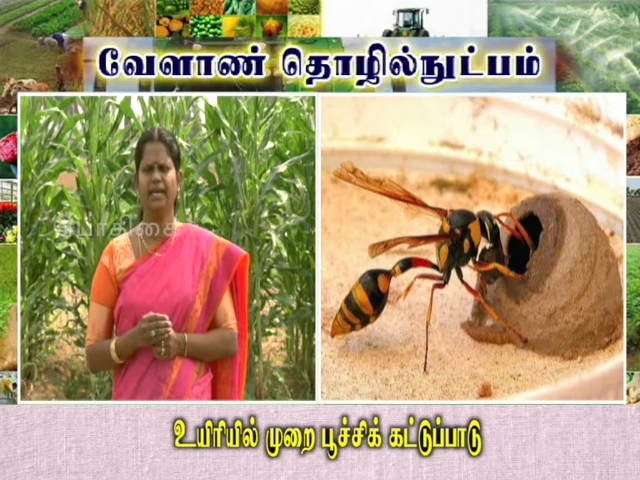 வேளாண் தொழில்நுட்பம்
உயிரியல் முறை பூச்சிக் கட்டுப்பாடு